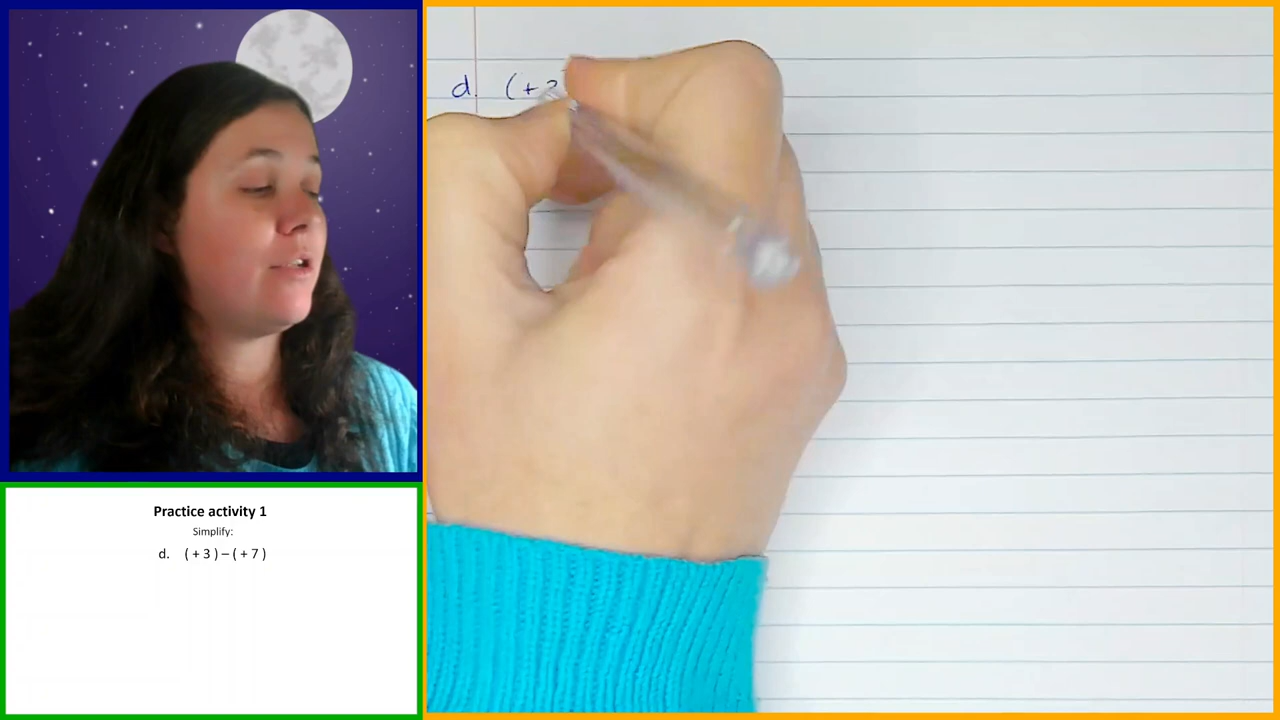 Practice activity 1
Simplify:
d. ( + 3 ) – ( + 7 )
d. (+